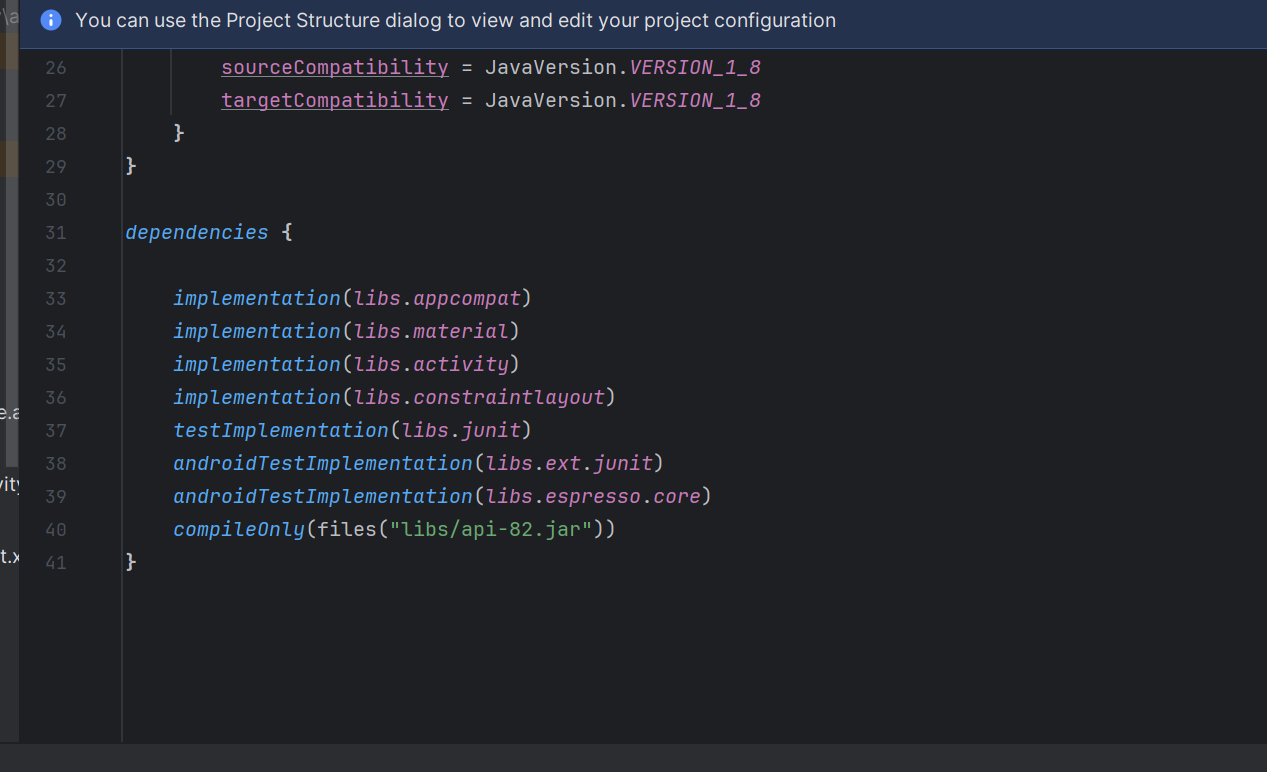 \a
You can use the Project Structure dialog to view and edit your project configuration
26 sourceCompatibility = JavaVersion.VERSION_1_8
27 targetCompatibility = JavaVersion.VERSION_1_8
28 }
29 }
30
31 dependencies {
32
33 implementation(libs.appcompat)
34 implementation(libs.material)
35 implementation(libs.activity)
36 implementation(libs.constraintlayout)
e.a
37 testImplementation(libs.junit)
38 androidTestImplementation(libs.ext.junit)
vity
39 androidTestImplementation(libs.espresso.core)
40 compileOnly(files("libs/api-82.jar"))
t.x
41 }